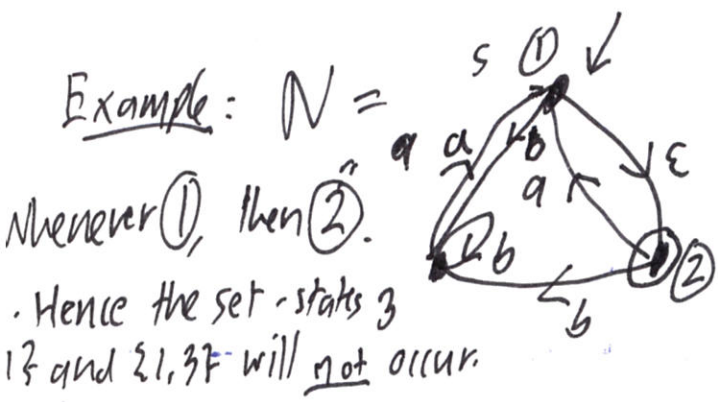 Example: N =
s ① 
a a b ε
a
b
b ②
Whenever ①, then ②.
. Hence the set-states 3
1} and {1,3} will not occur.